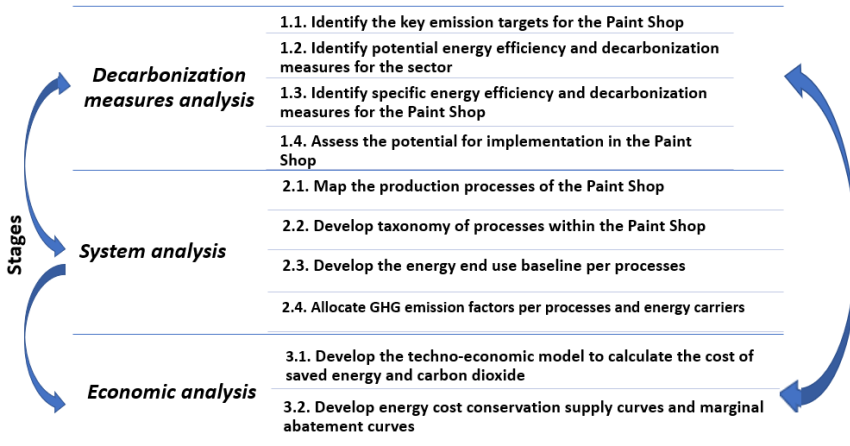 Stages
Decarbonization
measures analysis
1.1. Identify the key emission targets for the Paint Shop
1.2. Identify potential energy efficiency and decarbonization
measures for the sector
1.3. Identify specific energy efficiency and decarbonization
measures for the Paint Shop
1.4. Assess the potential for implementation in the Paint
Shop
System analysis
2.1. Map the production processes of the Paint Shop
2.2. Develop taxonomy of processes within the Paint Shop
2.3. Develop the energy end use baseline per processes
2.4. Allocate GHG emission factors per processes and energy carriers
Economic analysis
3.1. Develop the techno-economic model to calculate the cost of
saved energy and carbon dioxide
3.2. Develop energy cost conservation supply curves and marginal
abatement curves